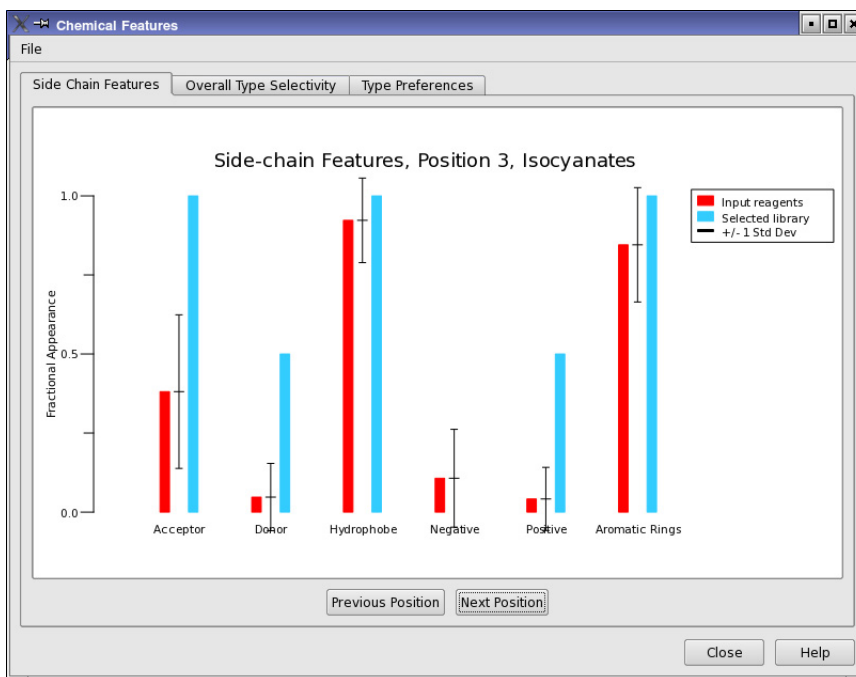 Chemical Features
File
Side Chain Features Overall Type Selectivity Type Preferences
Side-chain Features, Position 3, Isocyanates
1.0
Input reagents
Selected library
+/- 1 Std Dev
Fractional Appearance
0.5
0.0
Acceptor Donor Hydrophobe Negative Positive Aromatic Rings
Previous Position Next Position
Close Help